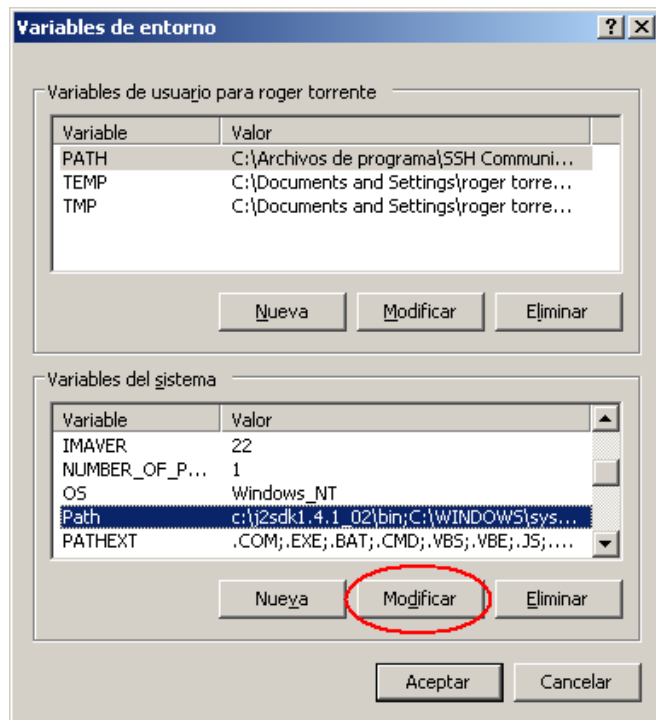 Variables de entorno
Variables de usuario para roger torrente
Variable Valor
PATH C:\Archivos de programa\SSH Communi...
TEMP C:\Documents and Settings\roger torre...
TMP C:\Documents and Settings\roger torre...
Nueva Modificar Eliminar
Variables del sistema
Variable Valor
IMAVER 22
NUMBER_OF_P... 1
OS Windows_NT
Path c:\j2sdk1.4.1_02\bin;C:\WINDOWS\sys...
PATHEXT .COM;.EXE;.BAT;.CMD;.VBS;.VBE;.JS;....
Nueva Modificar Eliminar
Aceptar Cancelar